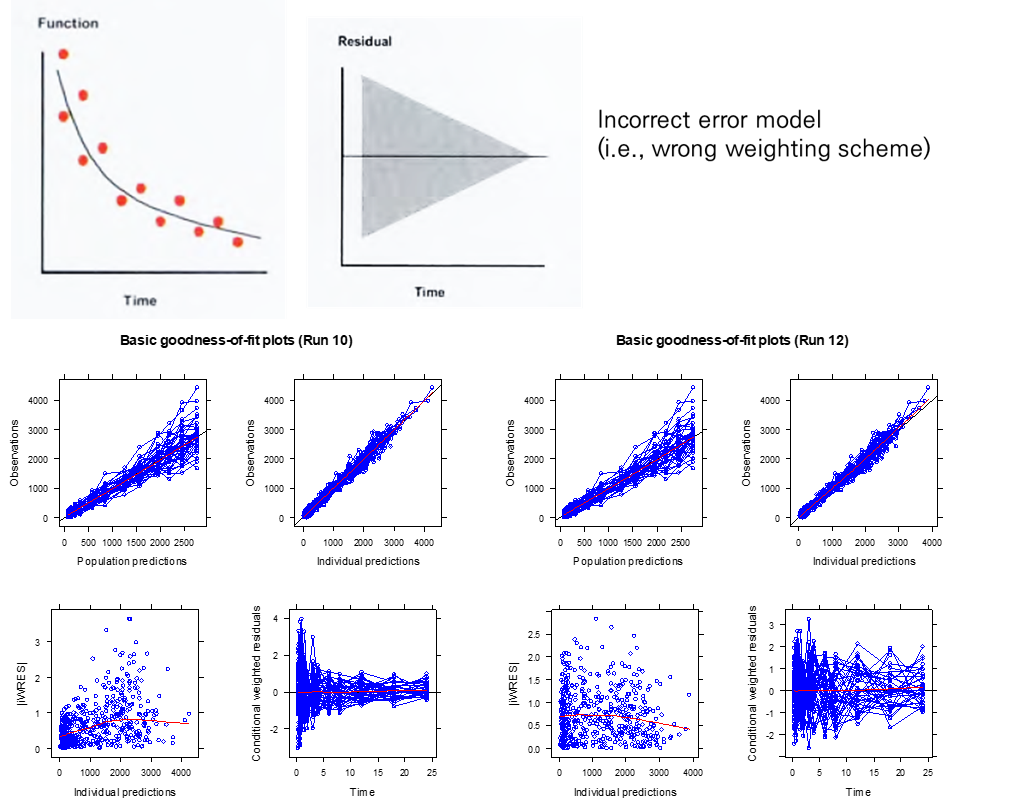 Function
Time
Residual
Time
Incorrect error model
(i.e., wrong weighting scheme)
Basic goodness-of-fit plots (Run 10)
Observations
4000
3000
2000
1000
0
0 500 1000 1500 2000 2500
Population predictions
Observations
4000
3000
2000
1000
0
0 1000 2000 3000 4000
Individual predictions
|iWRES|
3
2
1
0
0 1000 2000 3000 4000
Individual predictions
Conditional weighted residuals
4
2
0
-2
0 5 10 15 20 25
Time
Basic goodness-of-fit plots (Run 12)
Observations
4000
3000
2000
1000
0
0 500 1000 1500 2000 2500
Population predictions
Observations
4000
3000
2000
1000
0
0 1000 2000 3000 4000
Individual predictions
|iWRES|
2.5
2.0
1.5
1.0
0.5
0.0
0 1000 2000 3000 4000
Individual predictions
Conditional weighted residuals
3
2
1
0
-1
-2
0 5 10 15 20 25
Time